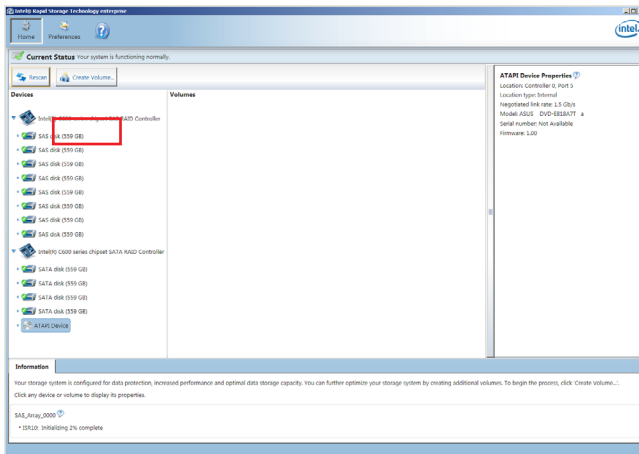 Intel® Rapid Storage Technology enterprise
Home
Preferences
intel
Current Status Your system is functioning normally.
Rescan
Create Volume...
Devices
Volumes
Intel(R) C600 series chipset SAS RAID Controller
SAS disk (559 GB)
SAS disk (559 GB)
SAS disk (559 GB)
SAS disk (559 GB)
SAS disk (559 GB)
SAS disk (559 GB)
SAS disk (559 GB)
SAS disk (559 GB)
Intel(R) C600 series chipset SATA RAID Controller
SATA disk (559 GB)
SATA disk (559 GB)
SATA disk (559 GB)
SATA disk (559 GB)
ATAPI Device
ATAPI Device Properties
Location: Controller 0, Port 5
Location type: Internal
Negotiated link rate: 1.5 Gb/s
Model: ASUS DVD-E818A7T a
Serial number: Not Available
Firmware: 1.00
Information
Your storage system is configured for data protection, increased performance and optimal data storage capacity. You can further optimize your storage system by creating additional volumes. To begin the process, click 'Create Volume...'.
Click any device or volume to display its properties.
SAS_Array_0000
• ISR10: Initializing 2% complete